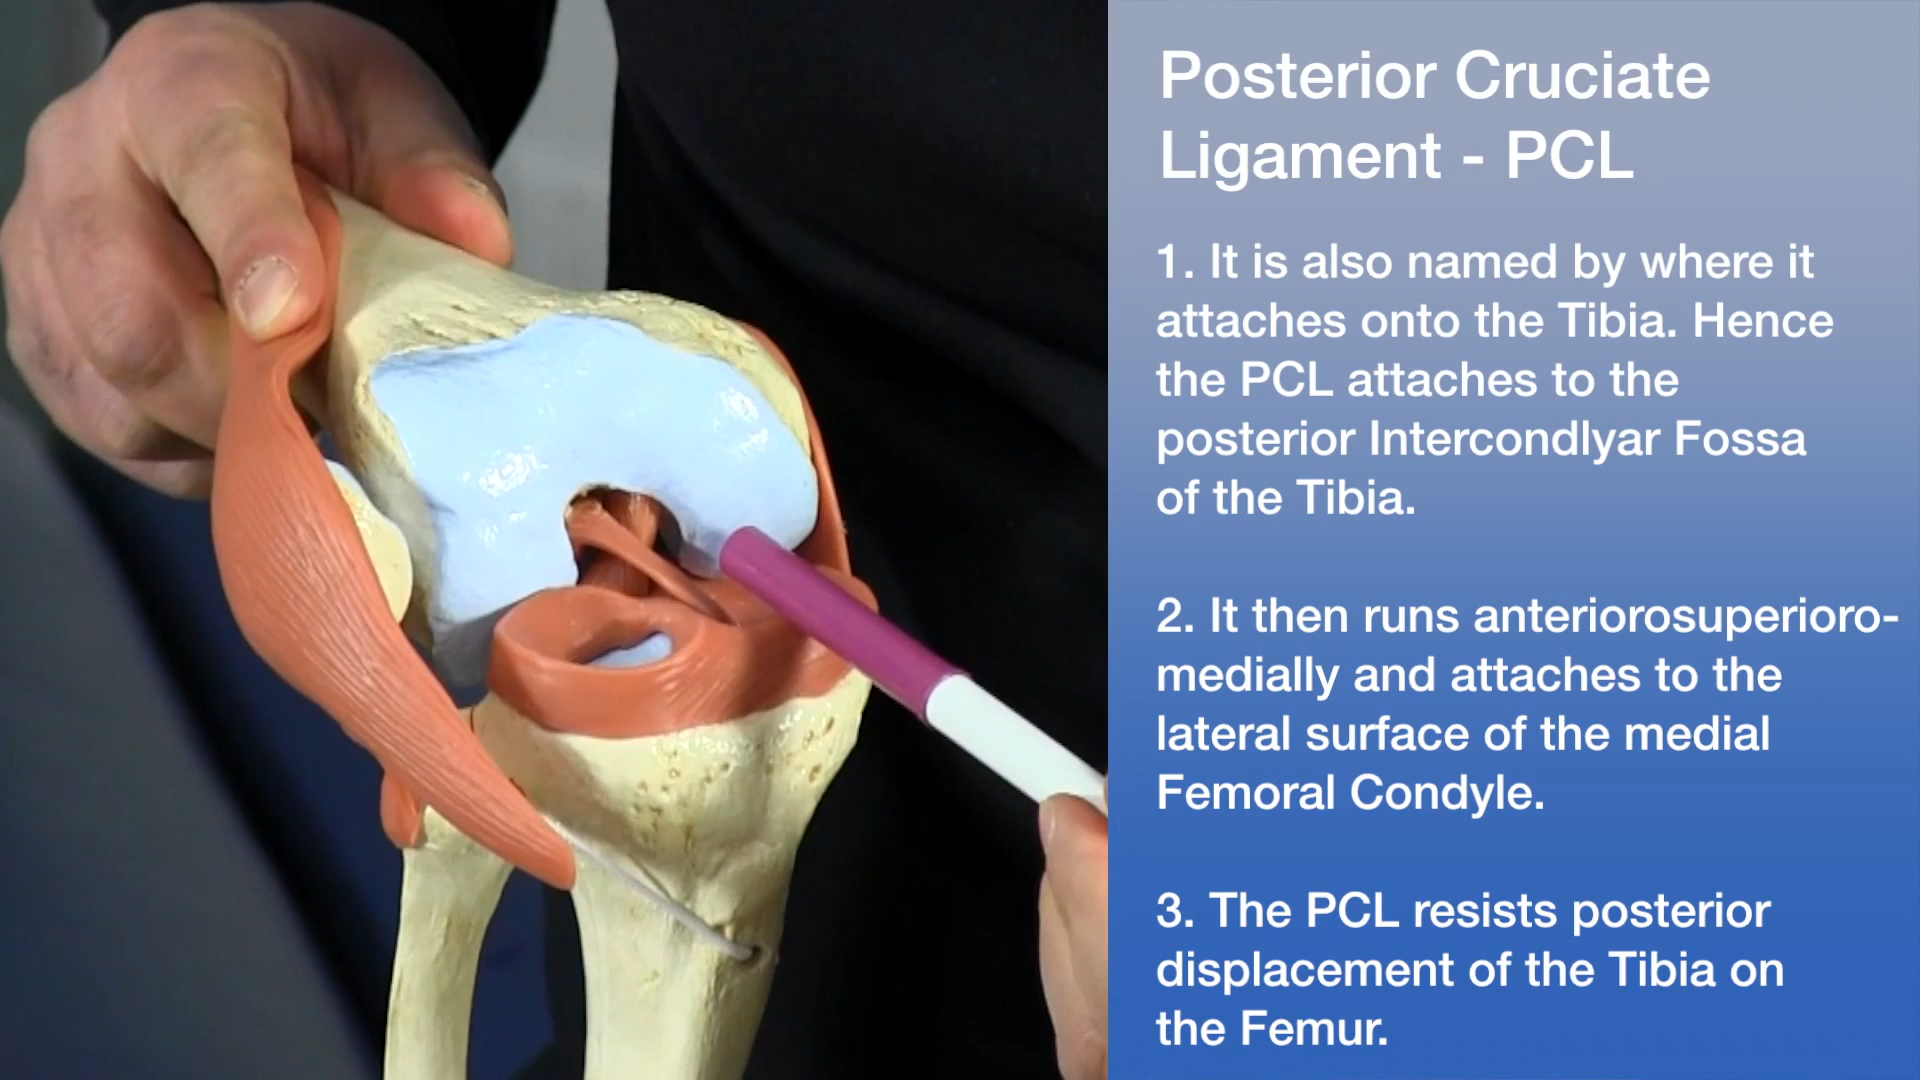 Posterior Cruciate
Ligament - PCL
1. It is also named by where it
attaches onto the Tibia. Hence
the PCL attaches to the
posterior Intercondlyar Fossa
of the Tibia.
2. It then runs anteriorosuperioro-
medially and attaches to the
lateral surface of the medial
Femoral Condyle.
3. The PCL resists posterior
displacement of the Tibia on
the Femur.